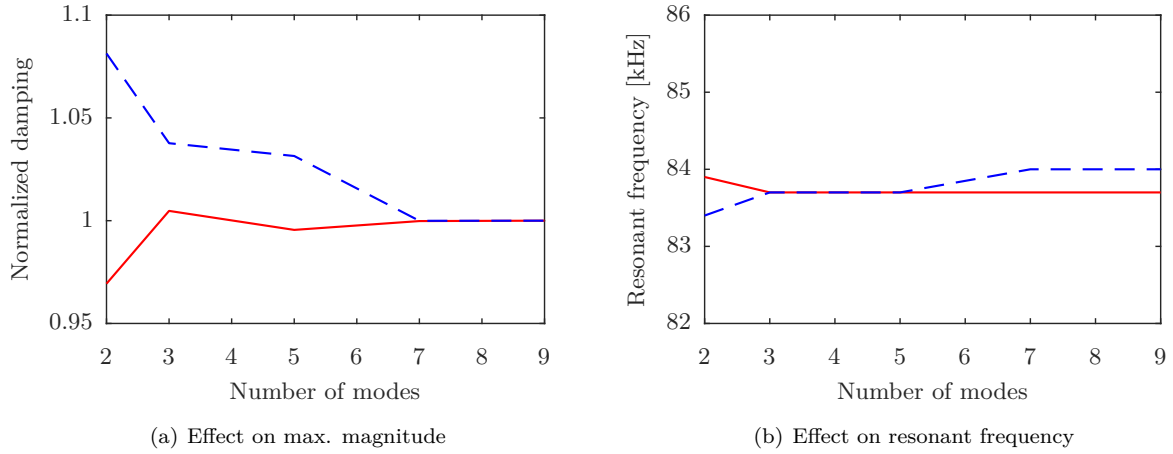 1.1
1.05
1
0.95
Normalized damping
2 3 4 5 6 7 8 9
Number of modes
(a) Effect on max. magnitude
86
85
84
83
82
Resonant frequency [kHz]
2 3 4 5 6 7 8 9
Number of modes
(b) Effect on resonant frequency